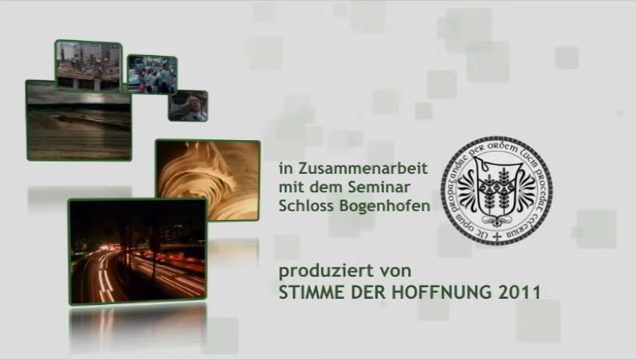 in Zusammenarbeit
mit dem Seminar
Schloss Bogenhofen
produziert von
STIMME DER HOFFNUNG 2011